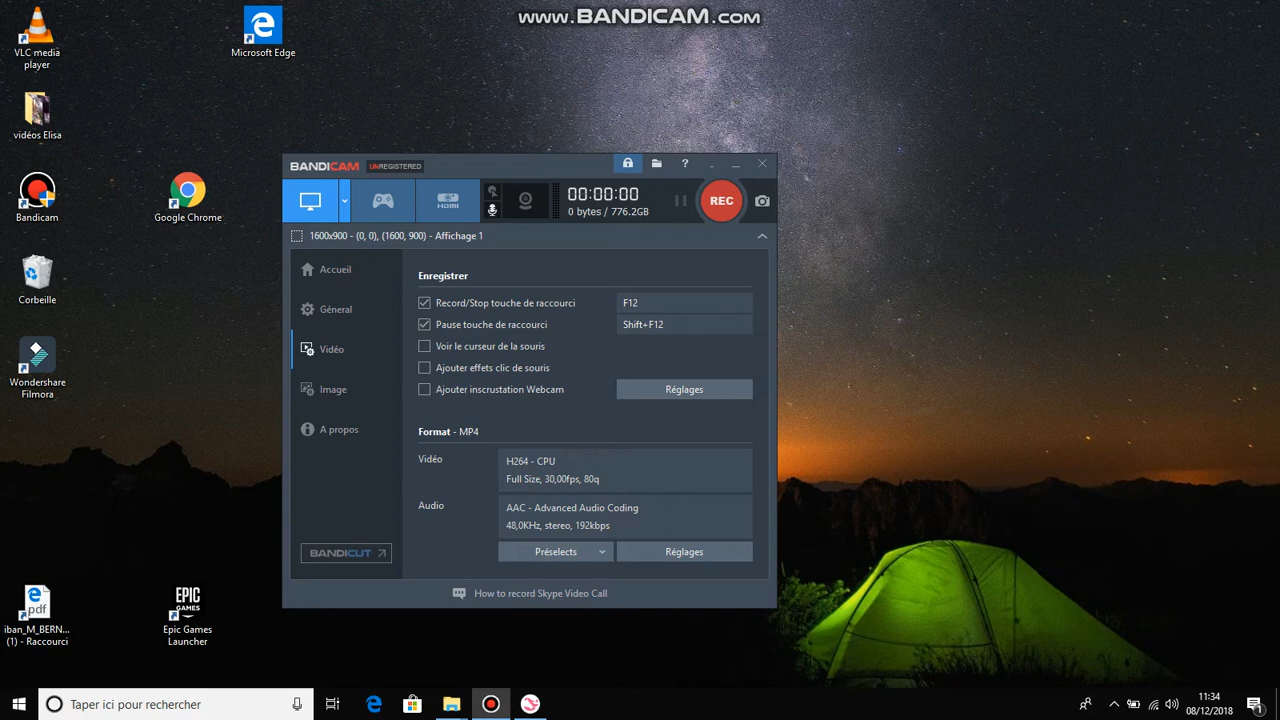 www.BANDICAM.com
VLC media
player
Microsoft Edge
vidéos Elisa
Bandicam
Google Chrome
Corbeille
Wondershare
Filmora
pdf
iban_M_BERN...
(1) - Raccourci
EPIC
GAMES
Epic Games
Launcher
BANDICAM UNREGISTERED
?
HDMI
00:00:00
0 bytes / 776.2GB
REC
1600x900 - (0, 0), (1600, 900) - Affichage 1
Accueil
Géneral
Vidéo
Image
A propos
BANDICUT
Enregistrer
Record/Stop touche de raccourci F12
Pause touche de raccourci Shift+F12
Voir le curseur de la souris
Ajouter effets clic de souris
Ajouter inscrustation Webcam Réglages
Format - MP4
Vidéo
H264 - CPU
Full Size, 30,00fps, 80q
Audio
AAC - Advanced Audio Coding
48,0KHz, stereo, 192kbps
Préselects Réglages
How to record Skype Video Call
Taper ici pour rechercher
11:34
08/12/2018